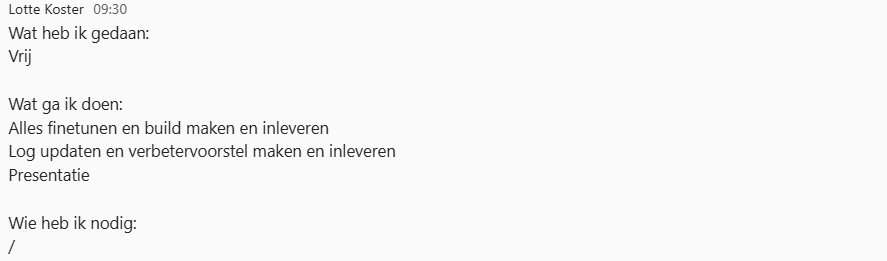 Lotte Koster 09:30
Wat heb ik gedaan:
Vrij
Wat ga ik doen:
Alles finetunen en build maken en inleveren
Log updaten en verbetervoorstel maken en inleveren
Presentatie
Wie heb ik nodig:
/